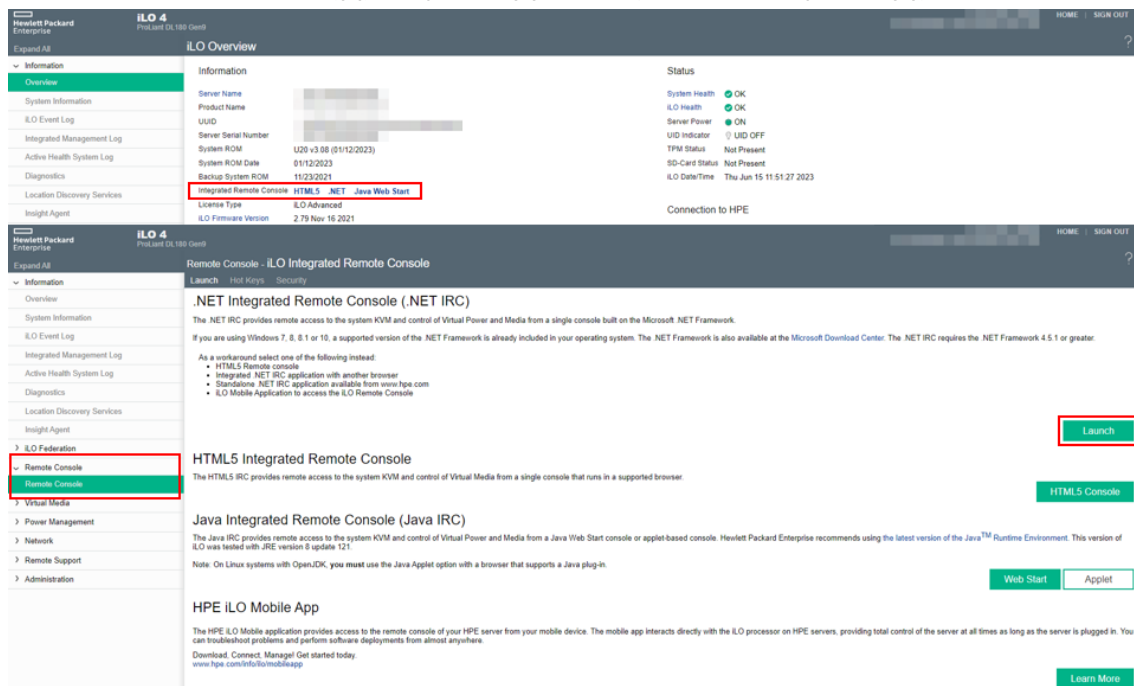 Hewlett Packard
Enterprise
iLO 4
ProLiant DL180 Gen9
HOME | SIGN OUT
Expand All
iLO Overview
?
Information
Overview
System Information
iLO Event Log
Integrated Management Log
Active Health System Log
Diagnostics
Location Discovery Services
Insight Agent
Information
Server Name
Product Name
UUID
Server Serial Number
System ROM U20 v3.08 (01/12/2023)
System ROM Date 01/12/2023
Backup System ROM 11/23/2021
Integrated Remote Console HTML5 .NET Java Web Start
License Type iLO Advanced
iLO Firmware Version 2.79 Nov 16 2021
Status
System Health OK
iLO Health OK
Server Power ON
UID Indicator UID OFF
TPM Status Not Present
SD-Card Status Not Present
iLO Date/Time Thu Jun 15 11:51:27 2023
Connection to HPE
Hewlett Packard
Enterprise
iLO 4
ProLiant DL180 Gen9
HOME | SIGN OUT
Expand All
Remote Console - iLO Integrated Remote Console
?
Launch Hot Keys Security
Information
Overview
System Information
iLO Event Log
Integrated Management Log
Active Health System Log
Diagnostics
Location Discovery Services
Insight Agent
iLO Federation
Remote Console
Remote Console
Virtual Media
Power Management
Network
Remote Support
Administration
.NET Integrated Remote Console (.NET IRC)
The .NET IRC provides remote access to the system KVM and control of Virtual Power and Media from a single console built on the Microsoft .NET Framework.
If you are using Windows 7, 8, 8.1 or 10, a supported version of the .NET Framework is already included in your operating system. The .NET Framework is also available at the Microsoft Download Center. The .NET IRC requires the .NET Framework 4.5.1 or greater.
As a workaround select one of the following instead:
• HTML5 Remote console
• Integrated .NET IRC application with another browser
• Standalone .NET IRC application available from www.hpe.com
• iLO Mobile Application to access the iLO Remote Console
Launch
HTML5 Integrated Remote Console
The HTML5 IRC provides remote access to the system KVM and control of Virtual Media from a single console that runs in a supported browser.
HTML5 Console
Java Integrated Remote Console (Java IRC)
The Java IRC provides remote access to the system KVM and control of Virtual Power and Media from a Java Web Start console or applet-based console. Hewlett Packard Enterprise recommends using the latest version of the Java™ Runtime Environment. This version of
iLO was tested with JRE version 8 update 121.
Note: On Linux systems with OpenJDK, you must use the Java Applet option with a browser that supports a Java plug-in.
Web Start Applet
HPE iLO Mobile App
The HPE iLO Mobile application provides access to the remote console of your HPE server from your mobile device. The mobile app interacts directly with the iLO processor on HPE servers, providing total control of the server at all times as long as the server is plugged in. You
can troubleshoot problems and perform software deployments from almost anywhere.
Download, Connect, Manage! Get started today.
www.hpe.com/info/ilo/mobileapp
Learn More